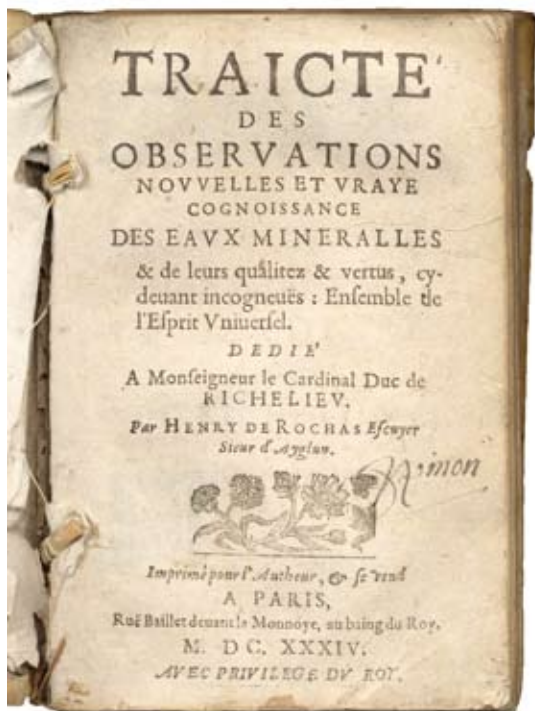 TRAICTE'
DES
OBSERVATIONS
NOVVELLES ET VRAYE
COGNOISSANCE
DES EAVX MINERALLES
& de leurs qualitez & vertus, cy-
deuant incogneuës : Ensemble de
l'Esprit Vniuersel.
DEDIE'
A Monseigneur le Cardinal Duc de
RICHELIEV.
Par HENRY DE ROCHAS Escuyer
Sieur d'Ayglun.
Imprimé pour l'Autheur, & se vend
A PARIS,
Ruë Baillet deuant la Monnoye, au baing du Roy.
M. DC. XXXIV.
AVEC PRIVILEGE DV ROY.